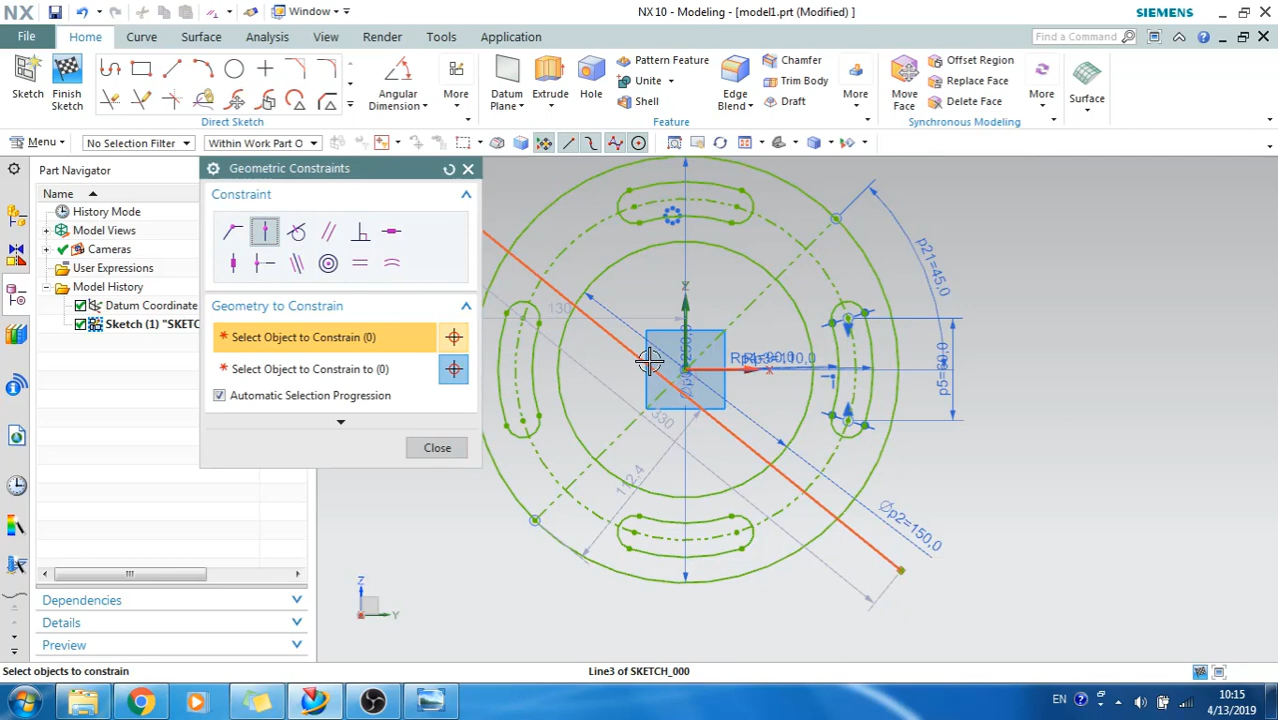 NX
Window
NX 10 - Modeling - [model1.prt (Modified) ]
SIEMENS
File
Home
Curve
Surface
Analysis
View
Render
Tools
Application
Find a Command
Sketch
Finish
Sketch
Direct Sketch
Angular
Dimension
More
Datum
Plane
Extrude
Hole
Pattern Feature
Unite
Shell
Feature
Edge
Blend
Chamfer
Trim Body
Draft
More
Move
Face
Offset Region
Replace Face
Delete Face
Synchronous Modeling
More
Surface
Menu
No Selection Filter
Within Work Part O
Part Navigator
Name
History Mode
Model Views
Cameras
User Expressions
Model History
Datum Coordinate
Sketch (1) "SKETC
Dependencies
Details
Preview
Geometric Constraints
Constraint
Geometry to Constrain
* Select Object to Constrain (0)
* Select Object to Constrain to (0)
Automatic Selection Progression
Close
130
330
112,4
p21=45,0
p5=60,0
Øp2=150,0
X
Z
Y
Select objects to constrain
Line3 of SKETCH_000
EN
10:15
4/13/2019